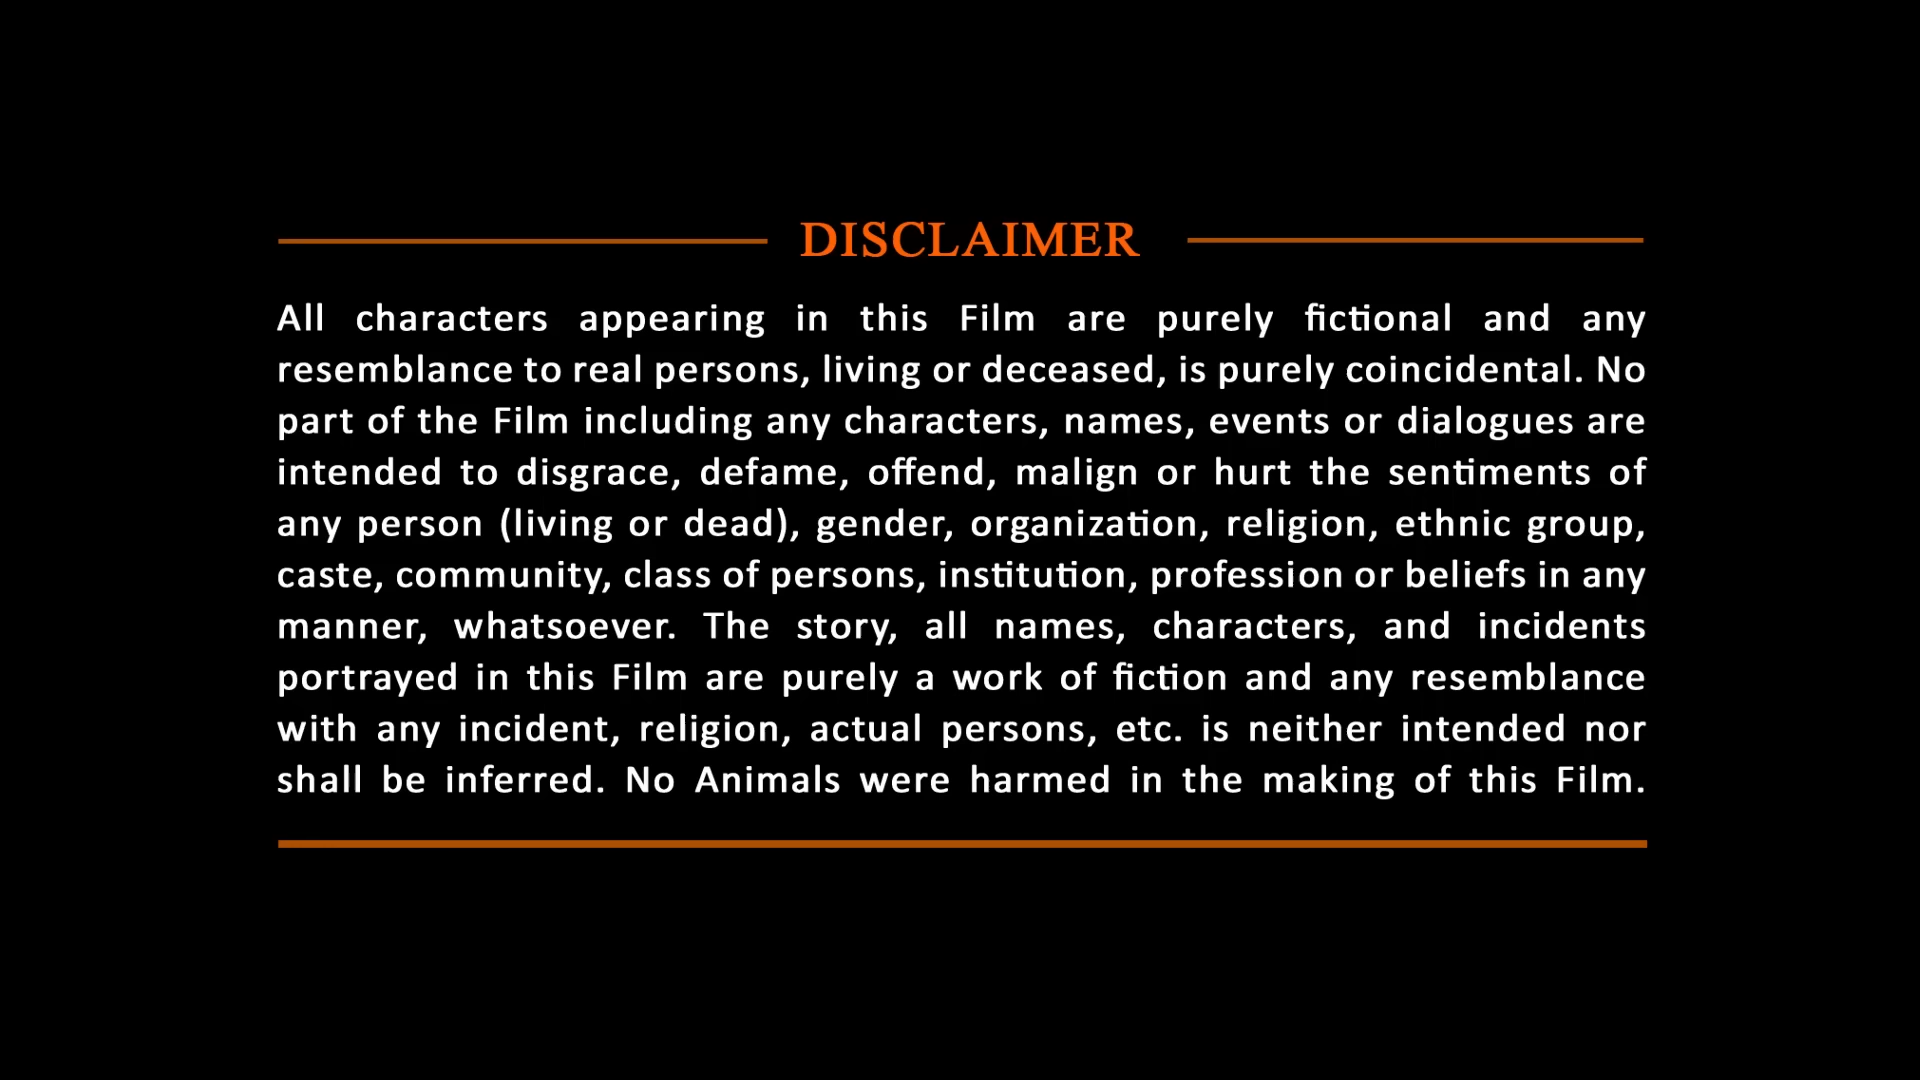 DISCLAIMER
All characters appearing in this Film are purely fictional and any
resemblance to real persons, living or deceased, is purely coincidental. No
part of the Film including any characters, names, events or dialogues are
intended to disgrace, defame, offend, malign or hurt the sentiments of
any person (living or dead), gender, organization, religion, ethnic group,
caste, community, class of persons, institution, profession or beliefs in any
manner, whatsoever. The story, all names, characters, and incidents
portrayed in this Film are purely a work of fiction and any resemblance
with any incident, religion, actual persons, etc. is neither intended nor
shall be inferred. No Animals were harmed in the making of this Film.